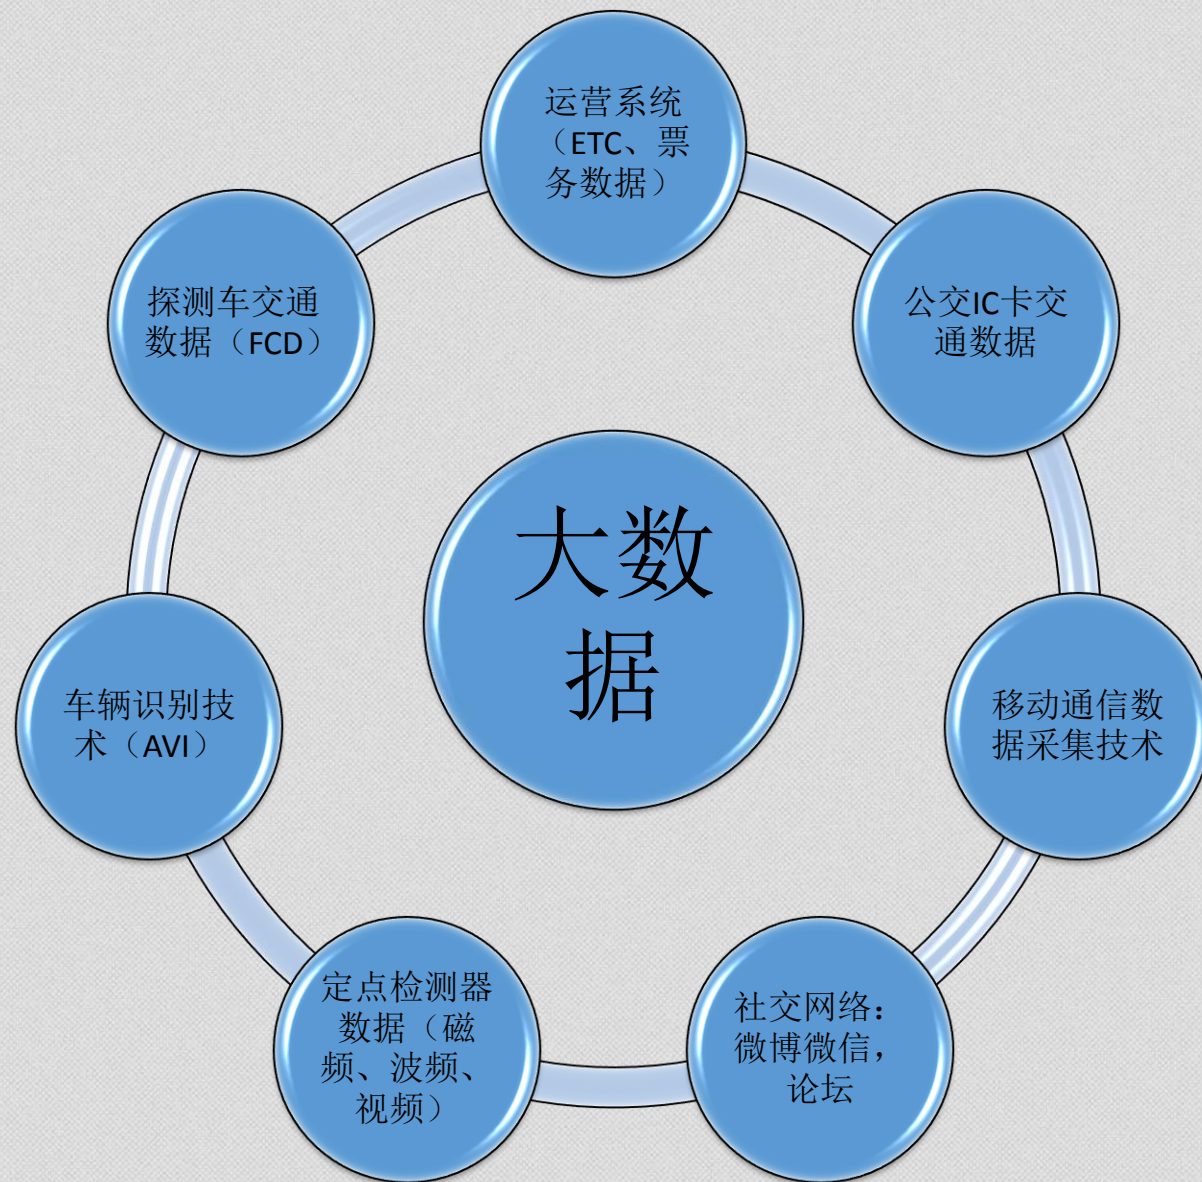 运营系统
（ETC、票
务数据）
公交IC卡交
通数据
移动通信数
据采集技术
社交网络：
微博微信，
论坛
定点检测器
数据（磁
频、波频、
视频）
车辆识别技
术（AVI）
探测车交通
数据（FCD）
大数
据